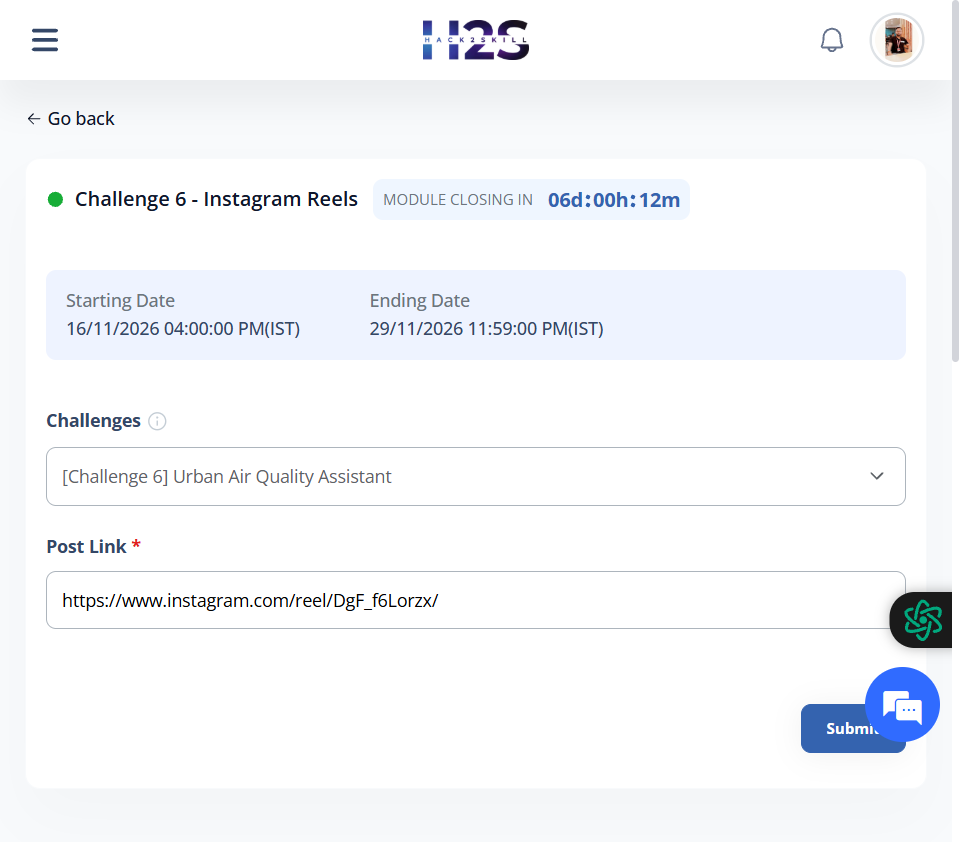 H2S
HACK2SKILL
Go back
Challenge 6 - Instagram Reels
MODULE CLOSING IN 06d:00h:12m
Starting Date
16/11/2026 04:00:00 PM(IST)
Ending Date
29/11/2026 11:59:00 PM(IST)
Challenges
[Challenge 6] Urban Air Quality Assistant
Post Link *
https://www.instagram.com/reel/DgF_f6Lorzx/
Submi